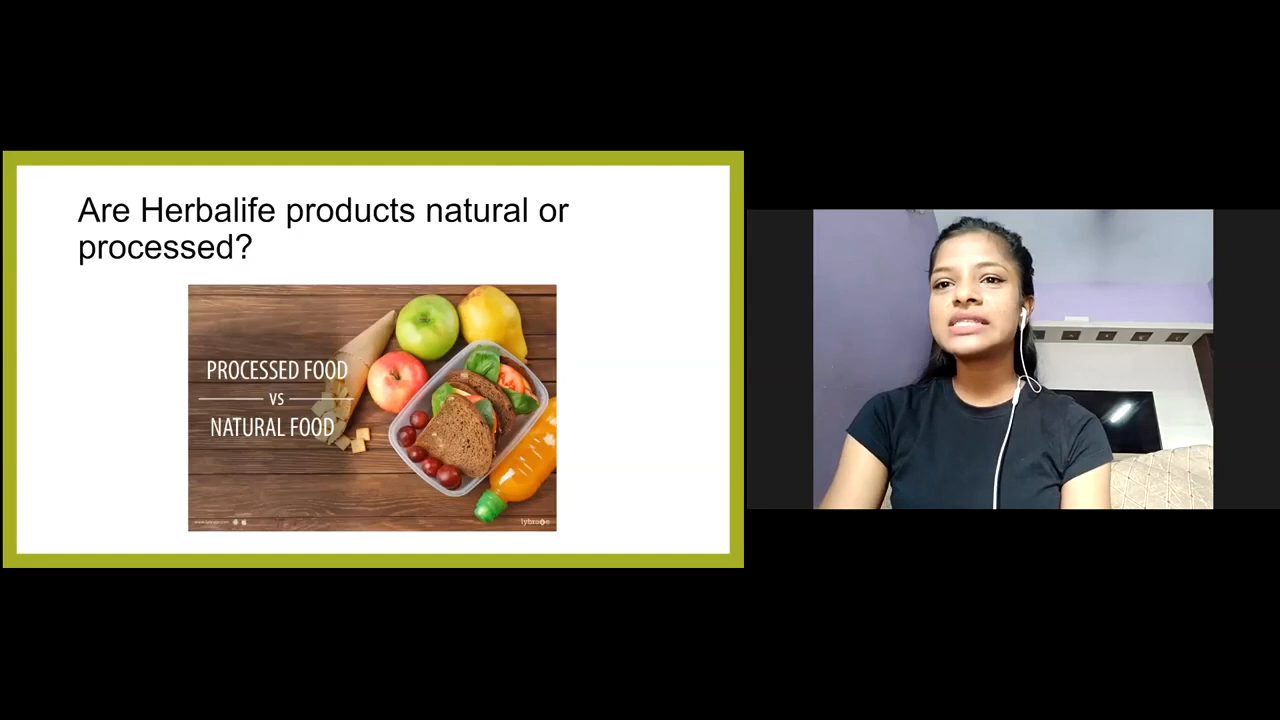 Are Herbalife products natural or
processed?
PROCESSED FOOD
VS
NATURAL FOOD
lybrate